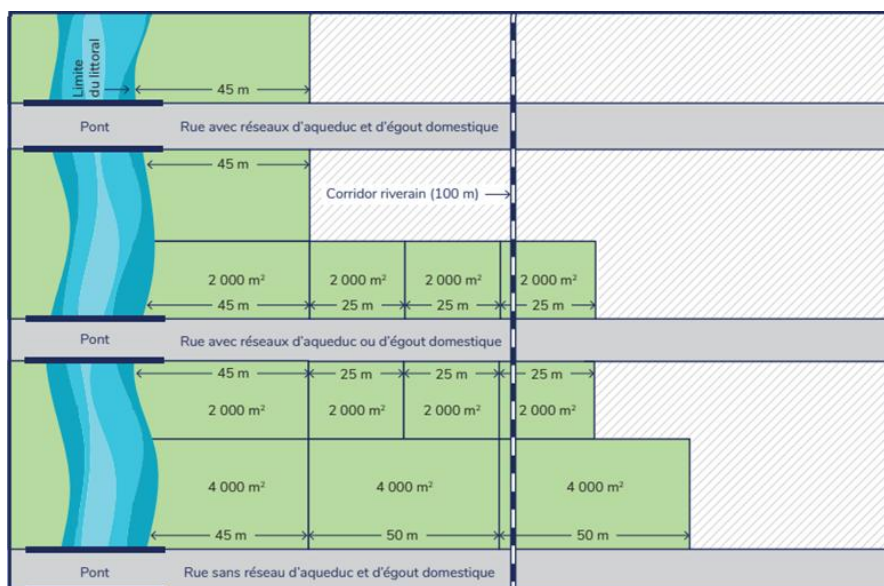 Limite
du littoral
45 m
Pont
Rue avec réseaux d'aqueduc et d'égout domestique
45 m
Corridor riverain (100 m)
2 000 m²
2 000 m²
2 000 m²
2 000 m²
45 m
25 m
25 m
25 m
Pont
Rue avec réseaux d'aqueduc ou d'égout domestique
45 m
25 m
25 m
25 m
2 000 m²
2 000 m²
2 000 m²
2 000 m²
4 000 m²
4 000 m²
4 000 m²
45 m
50 m
50 m
Pont
Rue sans réseau d'aqueduc et d'égout domestique